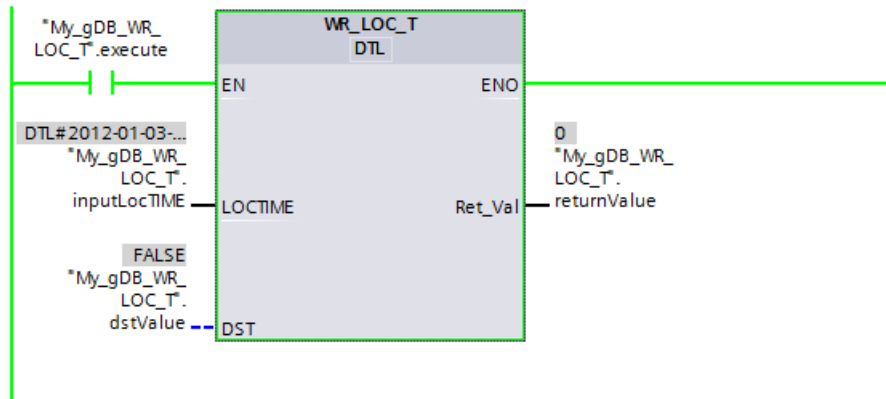 "My_gDB_WR_
LOC_T".execute
WR_LOC_T
DTL
EN
ENO
DTL#2012-01-03-...
"My_gDB_WR_
LOC_T".
inputLocTIME
LOCTIME
0
"My_gDB_WR_
LOC_T".
returnValue
Ret_Val
FALSE
"My_gDB_WR_
LOC_T".
dstValue
DST